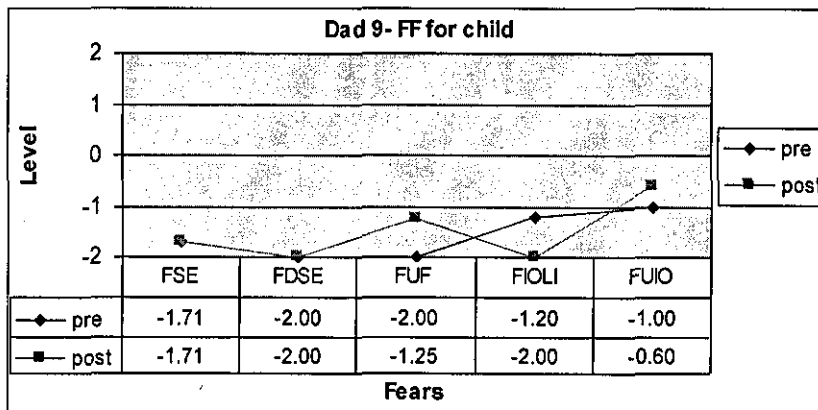 Dad 9- FF for child
2
1
0
-1
-2
Level
pre
post
FSE FDSE FUF FIOLI FUIO
pre -1.71 -2.00 -2.00 -1.20 -1.00
post -1.71 -2.00 -1.25 -2.00 -0.60
Fears